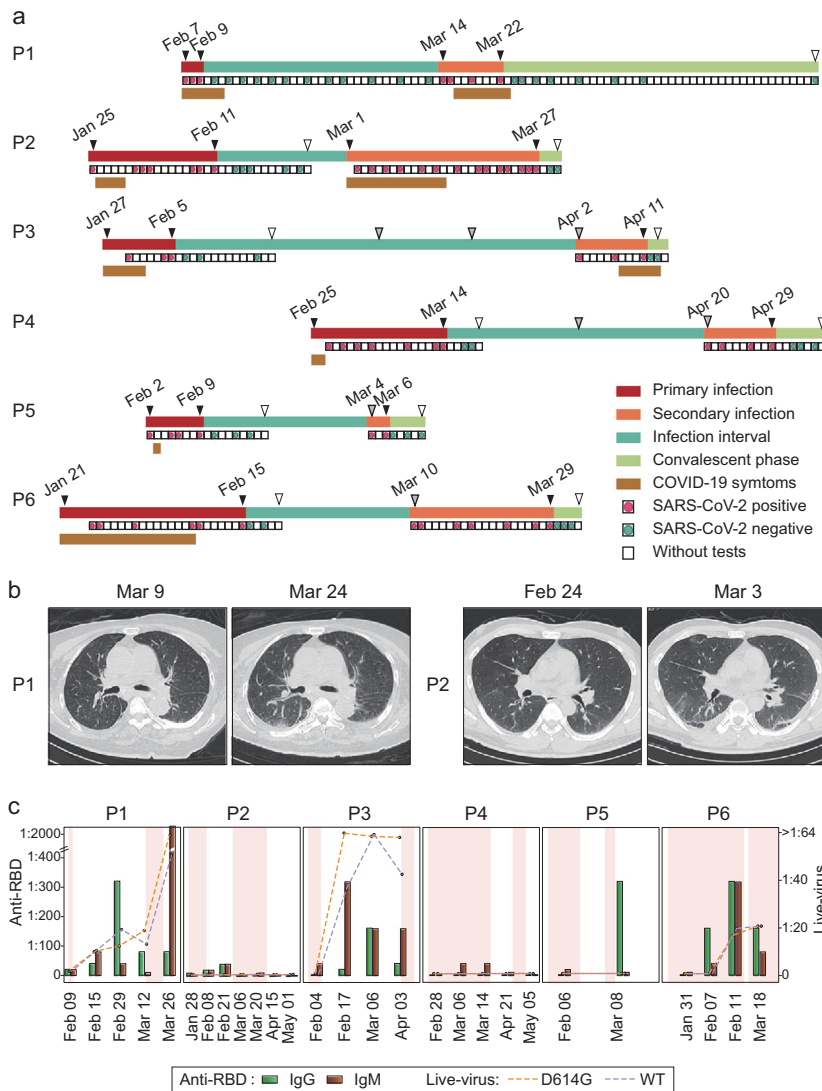 a
P1
Feb 7
Feb 9
Mar 14
Mar 22
P2
Jan 25
Feb 11
Mar 1
Mar 27
P3
Jan 27
Feb 5
Apr 2
Apr 11
P4
Feb 25
Mar 14
Apr 20
Apr 29
P5
Feb 2
Feb 9
Mar 4
Mar 6
P6
Jan 21
Feb 15
Mar 10
Mar 29
Primary infection
Secondary infection
Infection interval
Convalescent phase
COVID-19 symtoms
SARS-CoV-2 positive
SARS-CoV-2 negative
Without tests
b
Mar 9
Mar 24
Feb 24
Mar 3
P1
P2
c
P1
P2
P3
P4
P5
P6
Anti-RBD
1:2000
1:400
1:300
1:200
1:100
0
>1:64
1:40
1:20
0
Live-virus
Feb 09
Feb 15
Feb 29
Mar 12
Mar 26
Jan 28
Feb 08
Feb 21
Mar 06
Mar 20
Apr 15
May 01
Feb 04
Feb 17
Mar 06
Apr 03
Feb 28
Mar 06
Mar 14
Apr 21
May 05
Feb 06
Mar 08
Jan 31
Feb 07
Feb 11
Mar 18
Anti-RBD : IgG IgM Live-virus: D614G WT